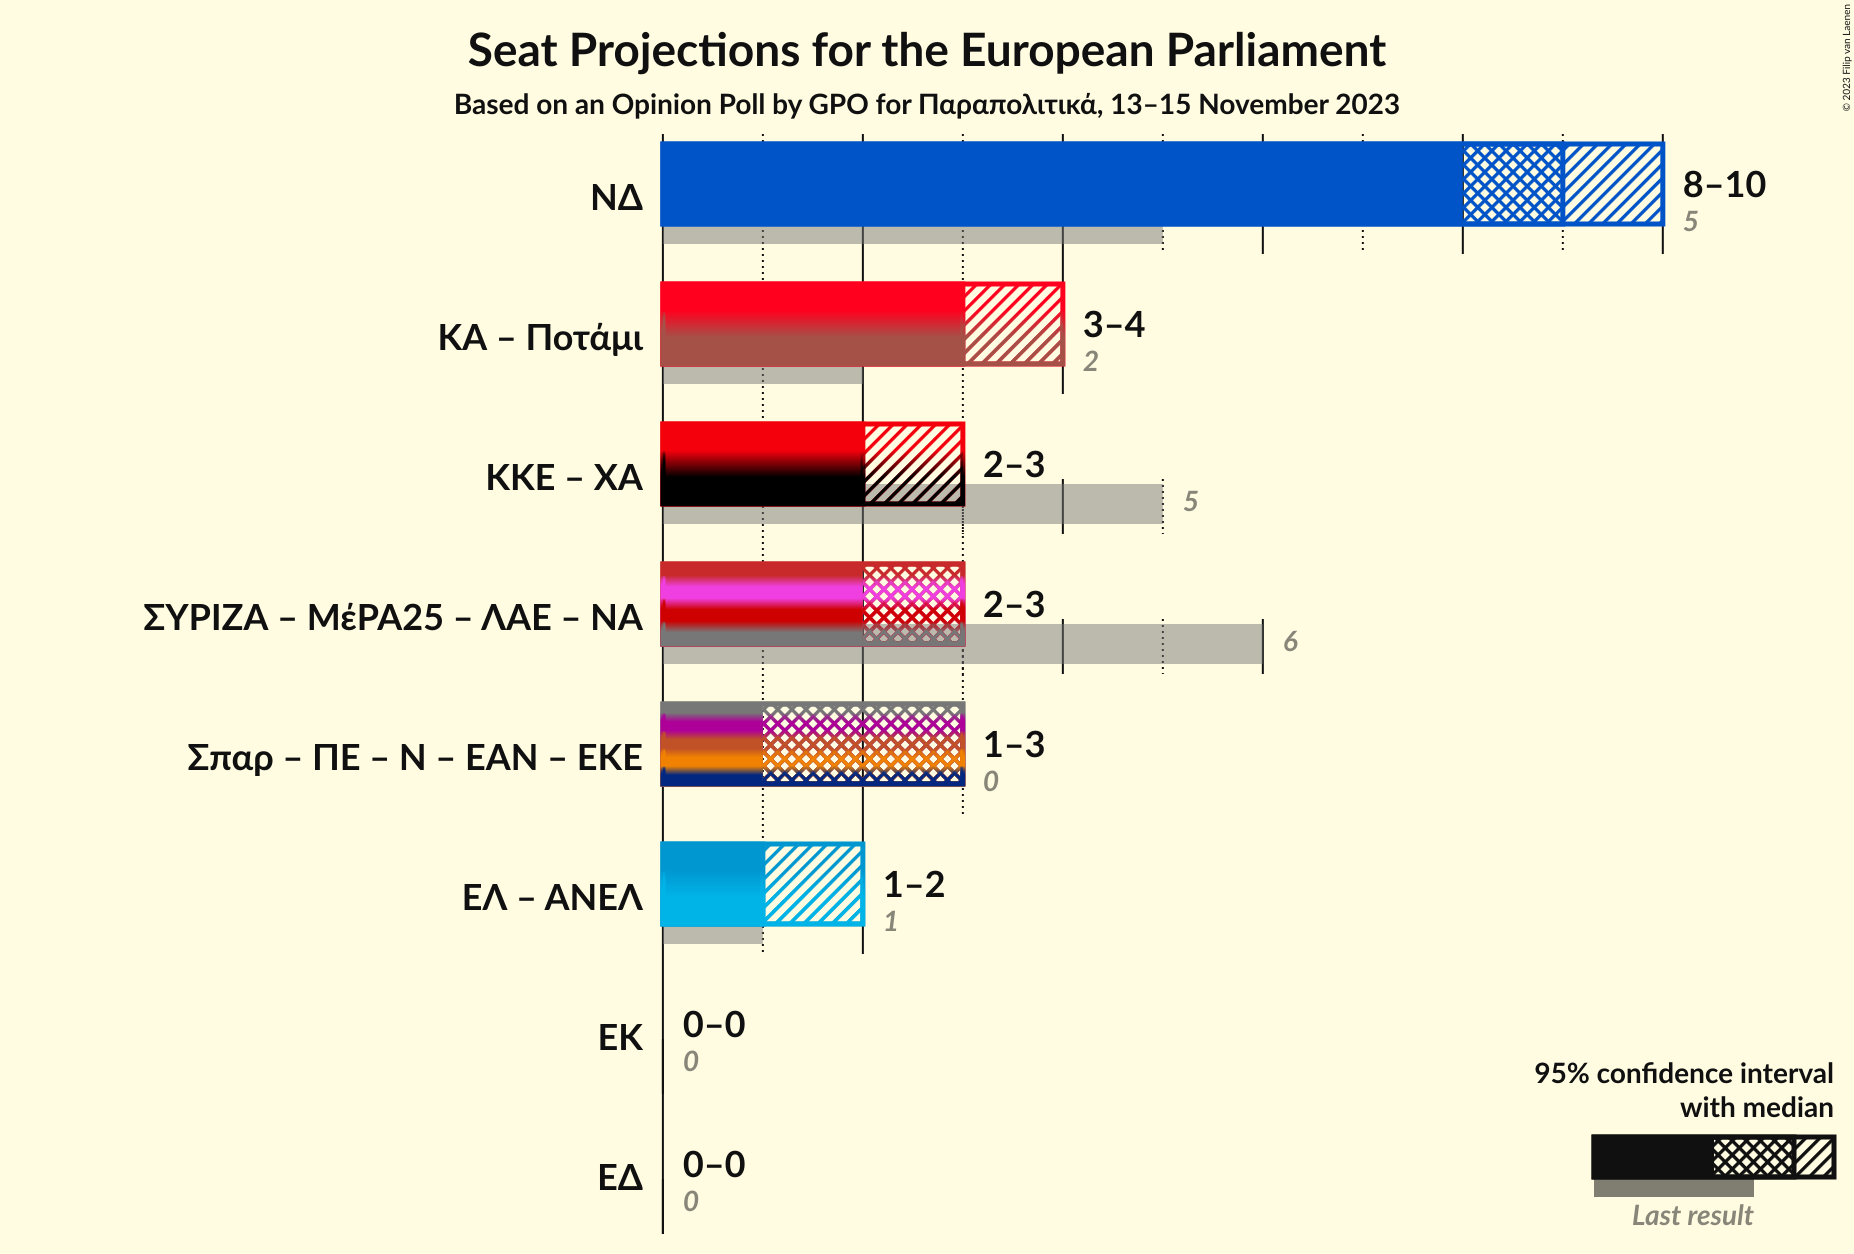 Seat Projections for the European Parliament
Based on an Opinion Poll by GPO for Παραπολιτικά, 13–15 November 2023
© 2023 Filip van Laenen
ΝΔ
8–10
5
ΚΑ – Ποτάμι
3–4
2
ΚΚΕ – ΧΑ
2–3
5
ΣΥΡΙΖΑ – ΜέΡΑ25 – ΛΑΕ – ΝΑ
2–3
6
Σπαρ – ΠΕ – Ν – ΕΑΝ – ΕΚΕ
1–3
0
ΕΛ – ΑΝΕΛ
1–2
1
ΕΚ
0–0
0
ΕΔ
0–0
0
95% confidence interval
with median
Last result